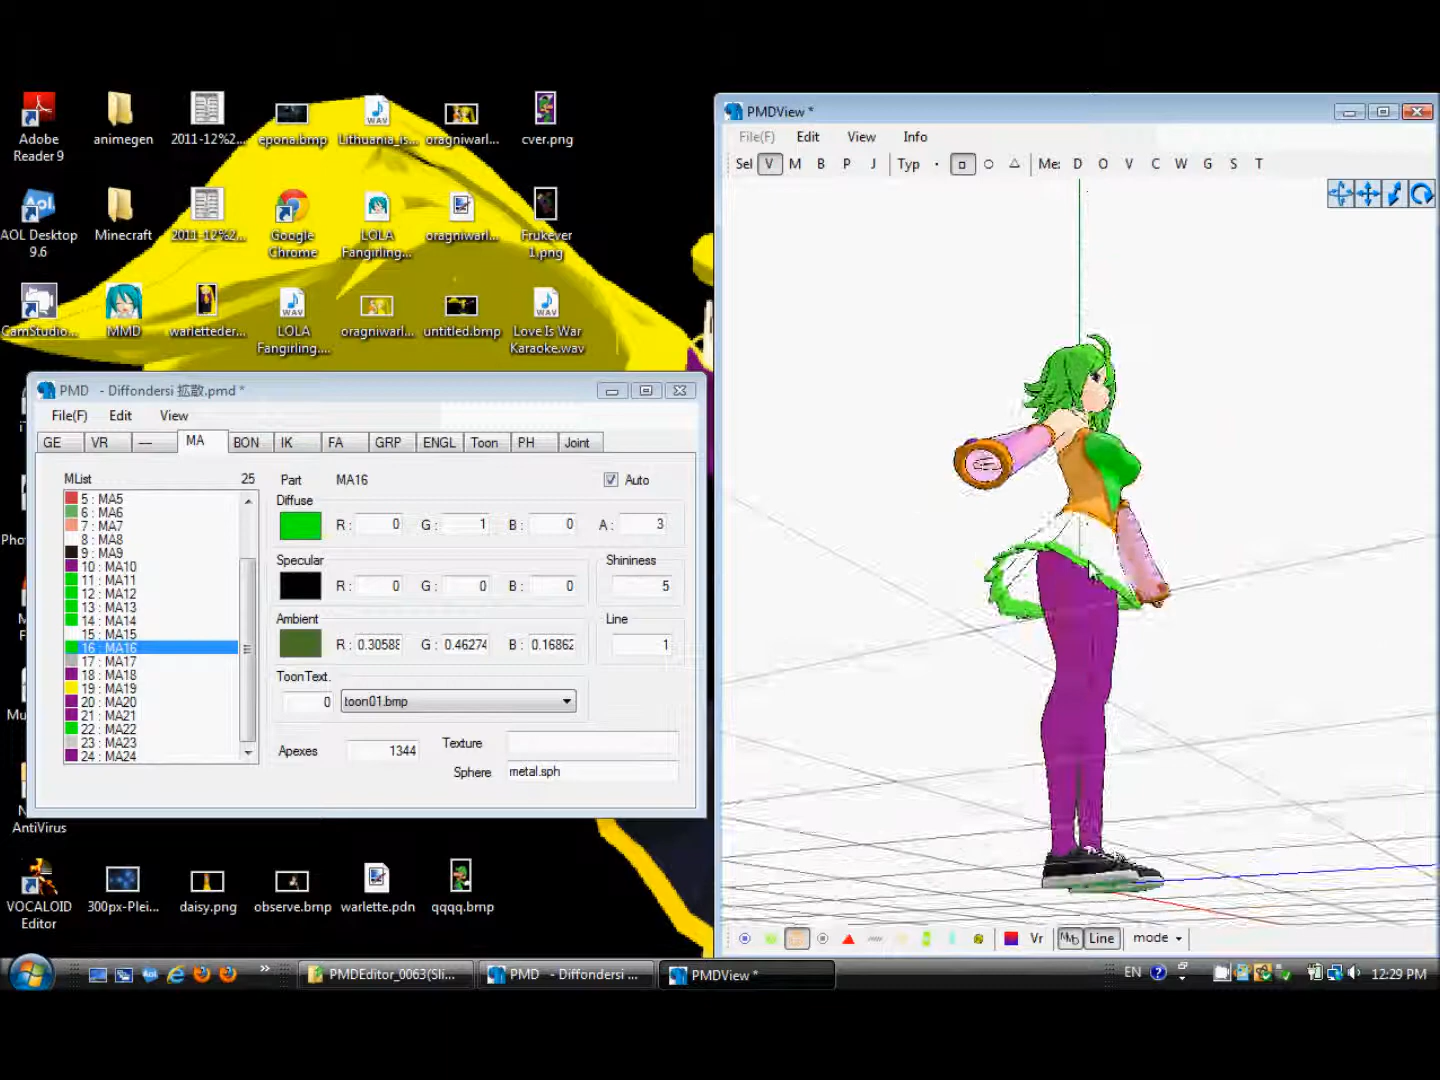 Adobe
Reader 9
animegen
2011-12%2...
epona.bmp
Lithuania_is...
oragniwarl...
cver.png
AOL Desktop
9.6
Minecraft
2011-12%2...
Google
Chrome
LOLA
Fangirling....
oragniwarl...
Frukever
1.png
CamStudio...
MMD
warletteder...
LOLA
Fangirling....
oragniwarl...
untitled.bmp
Love Is War
Karaoke.wav
PMD - Diffondersi 拡散.pmd *
File(F) Edit View
GE VR --- MA BON IK FA GRP ENGL Toon PH Joint
MList 25
5 : MA5
6 : MA6
7 : MA7
8 : MA8
9 : MA9
10 : MA10
11 : MA11
12 : MA12
13 : MA13
14 : MA14
15 : MA15
16 : MA16
17 : MA17
18 : MA18
19 : MA19
20 : MA20
21 : MA21
22 : MA22
23 : MA23
24 : MA24
Part MA16 Auto
Diffuse
R : 0 G : 1 B : 0 A : 3
Specular Shininess
R : 0 G : 0 B : 0 5
Ambient Line
R : 0.30588 G : 0.46274 B : 0.16862 1
ToonText.
0 toon01.bmp
Apexes 1344 Texture
Sphere metal.sph
AntiVirus
VOCALOID
Editor
300px-Plei...
daisy.png
observe.bmp
warlette.pdn
qqqq.bmp
PMDView *
File(F) Edit View Info
Sel V M B P J Typ Me: D O V C W G S T
Vr Mb Line mode
PMDEditor_0063(Sli...
PMD - Diffondersi ...
PMDView *
EN
12:29 PM